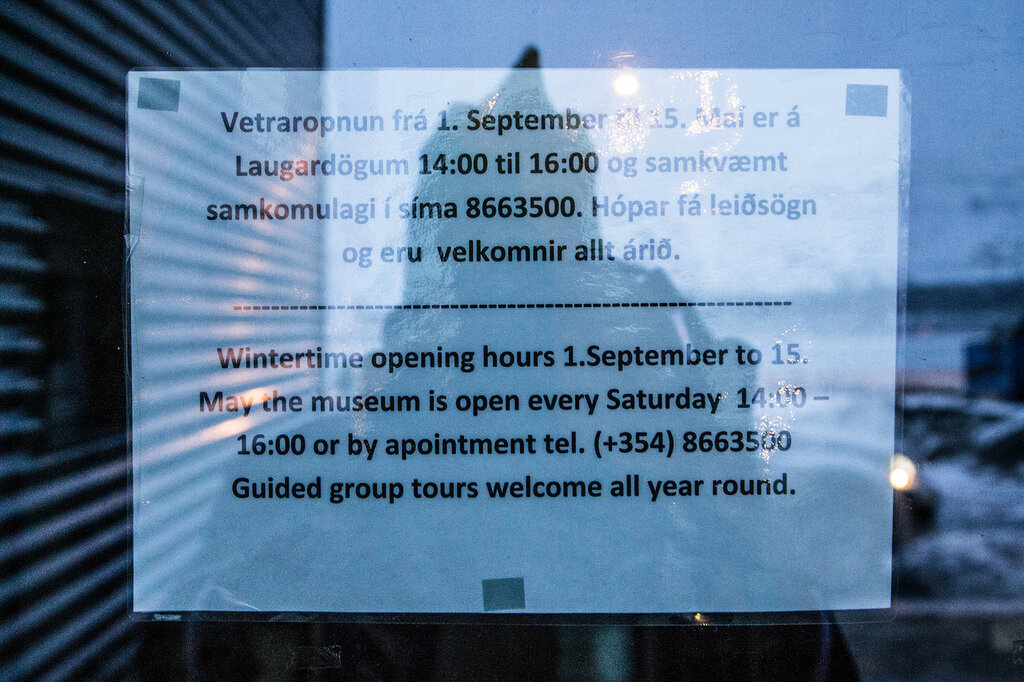 Vetraropnun frá 1. September til 15. Maí er á
Laugardögum 14:00 til 16:00 og samkvæmt
samkomulagi í síma 8663500. Hópar fá leiðsögn
og eru velkomnir allt árið.
Wintertime opening hours 1.September to 15.
May the museum is open every Saturday 14:00 –
16:00 or by apointment tel. (+354) 8663500
Guided group tours welcome all year round.